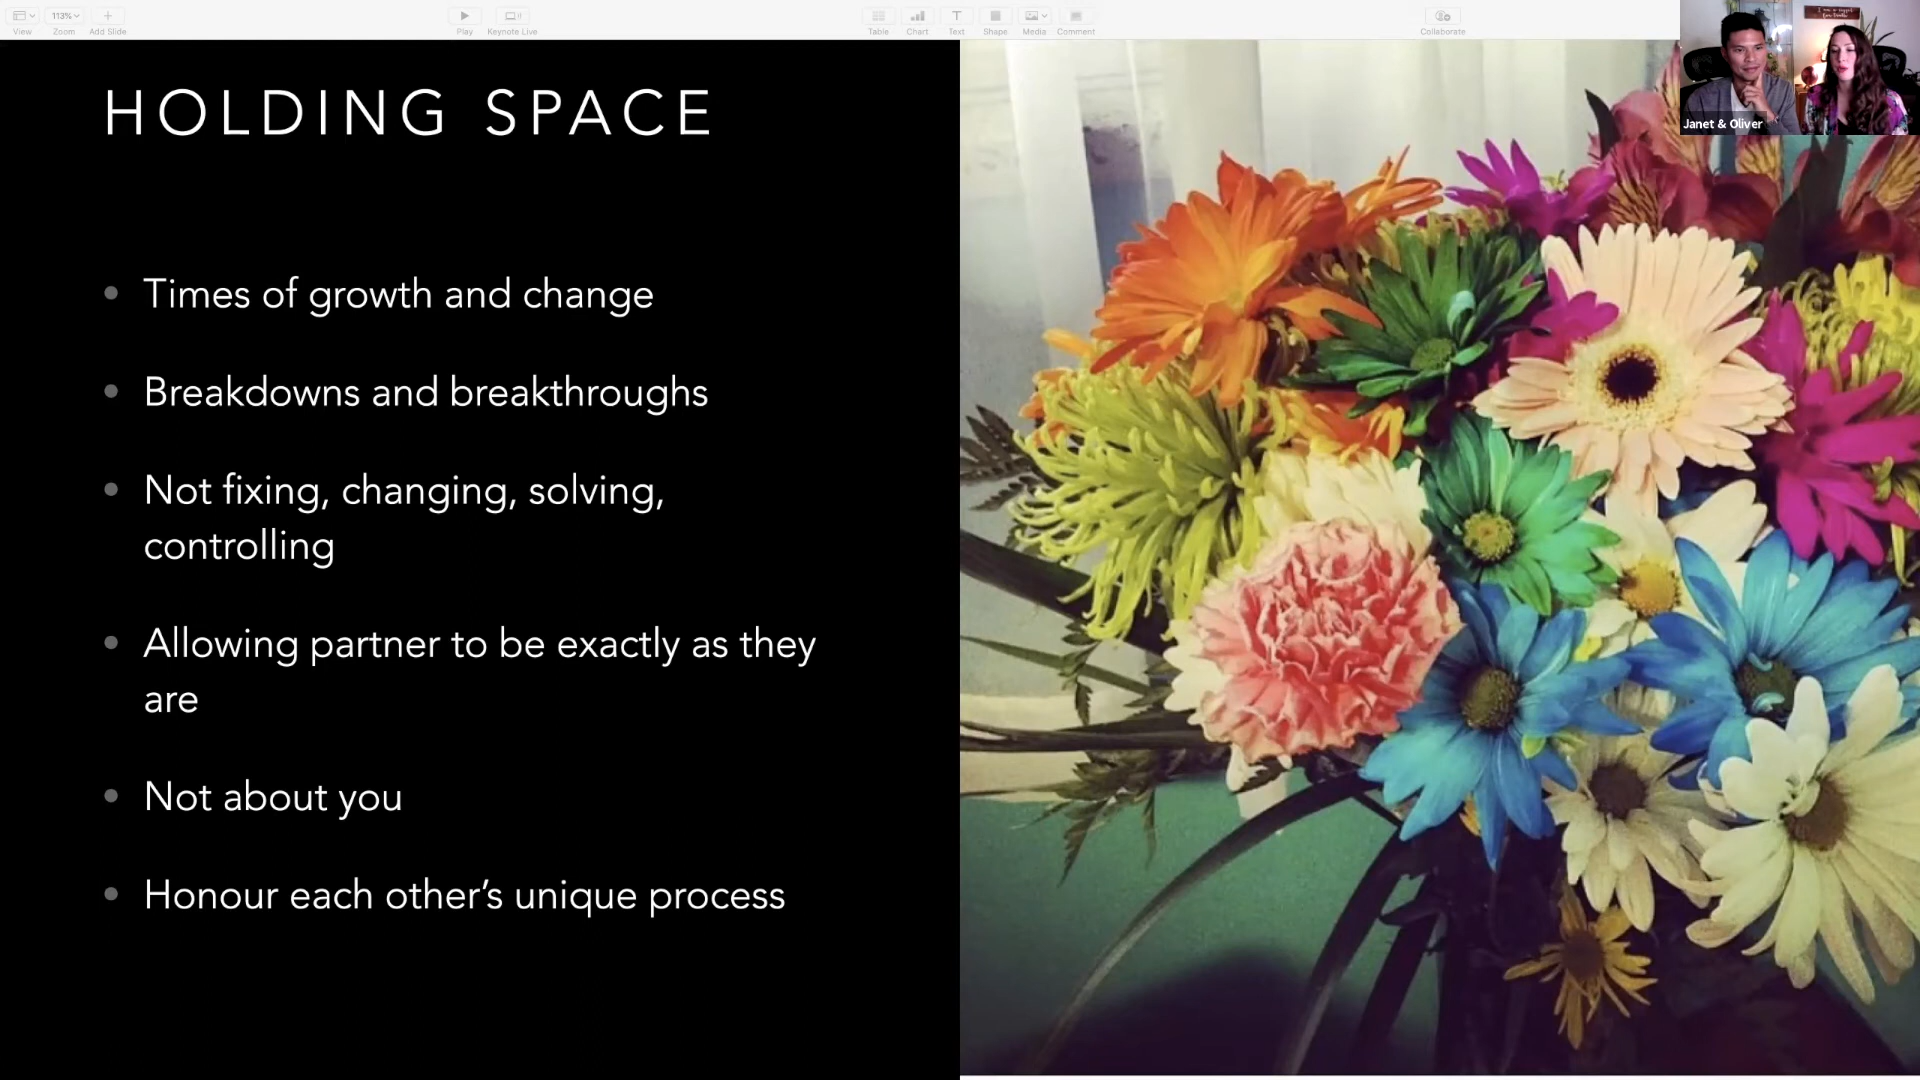 113%
View
Zoom
Add Slide
Play
Keynote Live
Table
Chart
Text
Shape
Media
Comment
Collaborate
Janet & Oliver
HOLDING SPACE
• Times of growth and change
• Breakdowns and breakthroughs
• Not fixing, changing, solving,
controlling
• Allowing partner to be exactly as they
are
• Not about you
• Honour each other’s unique process